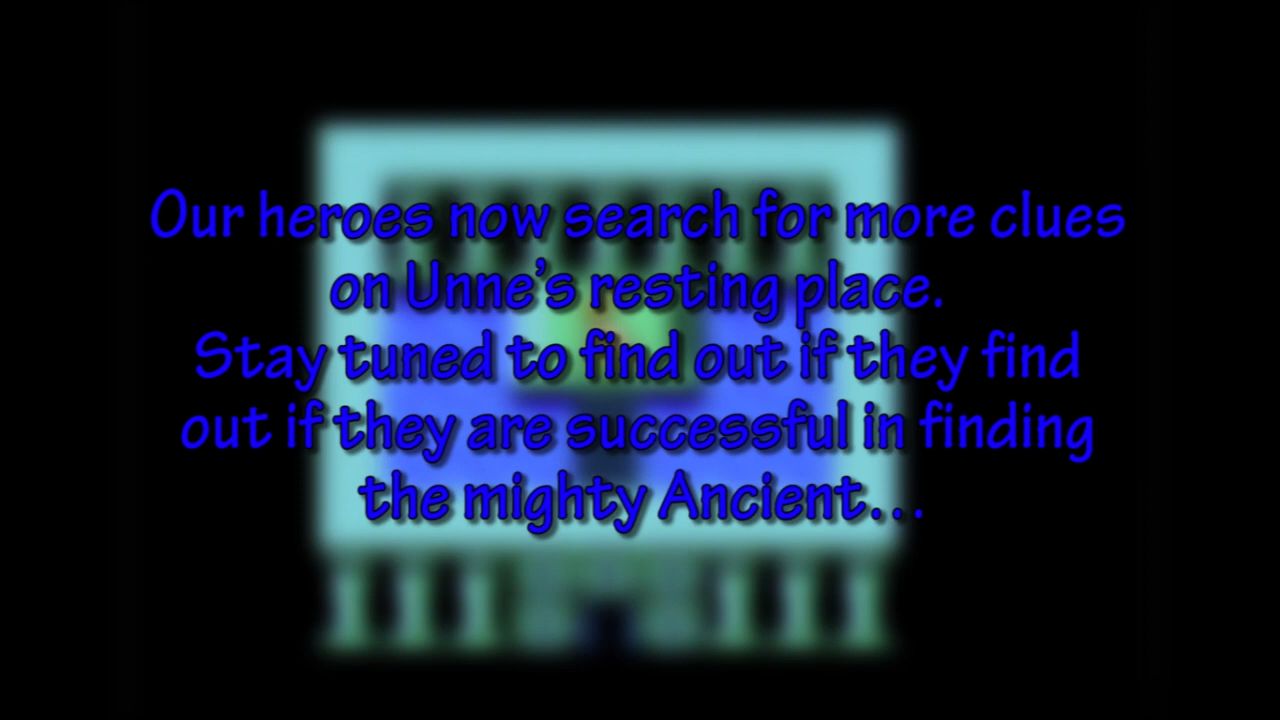 Our heroes now search for more clues
on Unne's resting place.
Stay tuned to find out if they find
out if they are successful in finding
the mighty Ancient...